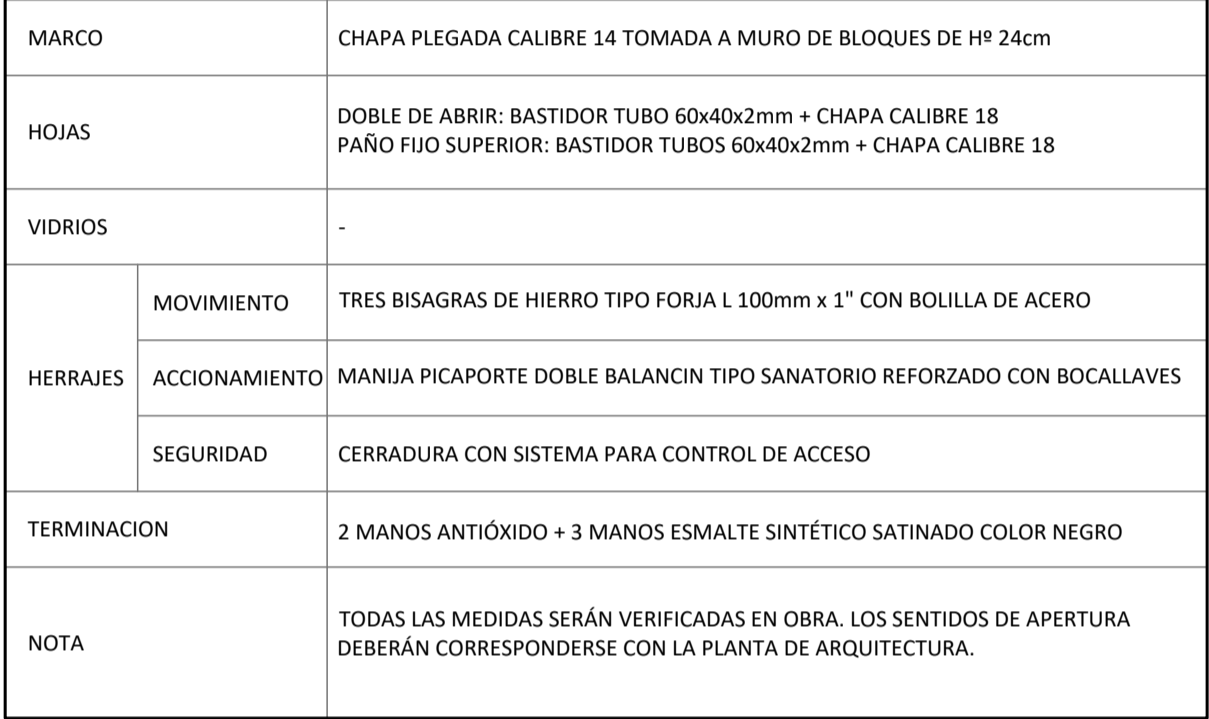 MARCO
CHAPA PLEGADA CALIBRE 14 TOMADA A MURO DE BLOQUES DE Hº 24cm
HOJAS
DOBLE DE ABRIR: BASTIDOR TUBO 60x40x2mm + CHAPA CALIBRE 18
PAÑO FIJO SUPERIOR: BASTIDOR TUBOS 60x40x2mm + CHAPA CALIBRE 18
VIDRIOS
-
HERRAJES
MOVIMIENTO
TRES BISAGRAS DE HIERRO TIPO FORJA L 100mm x 1" CON BOLILLA DE ACERO
ACCIONAMIENTO
MANIJA PICAPORTE DOBLE BALANCIN TIPO SANATORIO REFORZADO CON BOCALLAVES
SEGURIDAD
CERRADURA CON SISTEMA PARA CONTROL DE ACCESO
TERMINACION
2 MANOS ANTIÓXIDO + 3 MANOS ESMALTE SINTÉTICO SATINADO COLOR NEGRO
NOTA
TODAS LAS MEDIDAS SERÁN VERIFICADAS EN OBRA. LOS SENTIDOS DE APERTURA
DEBERÁN CORRESPONDERSE CON LA PLANTA DE ARQUITECTURA.